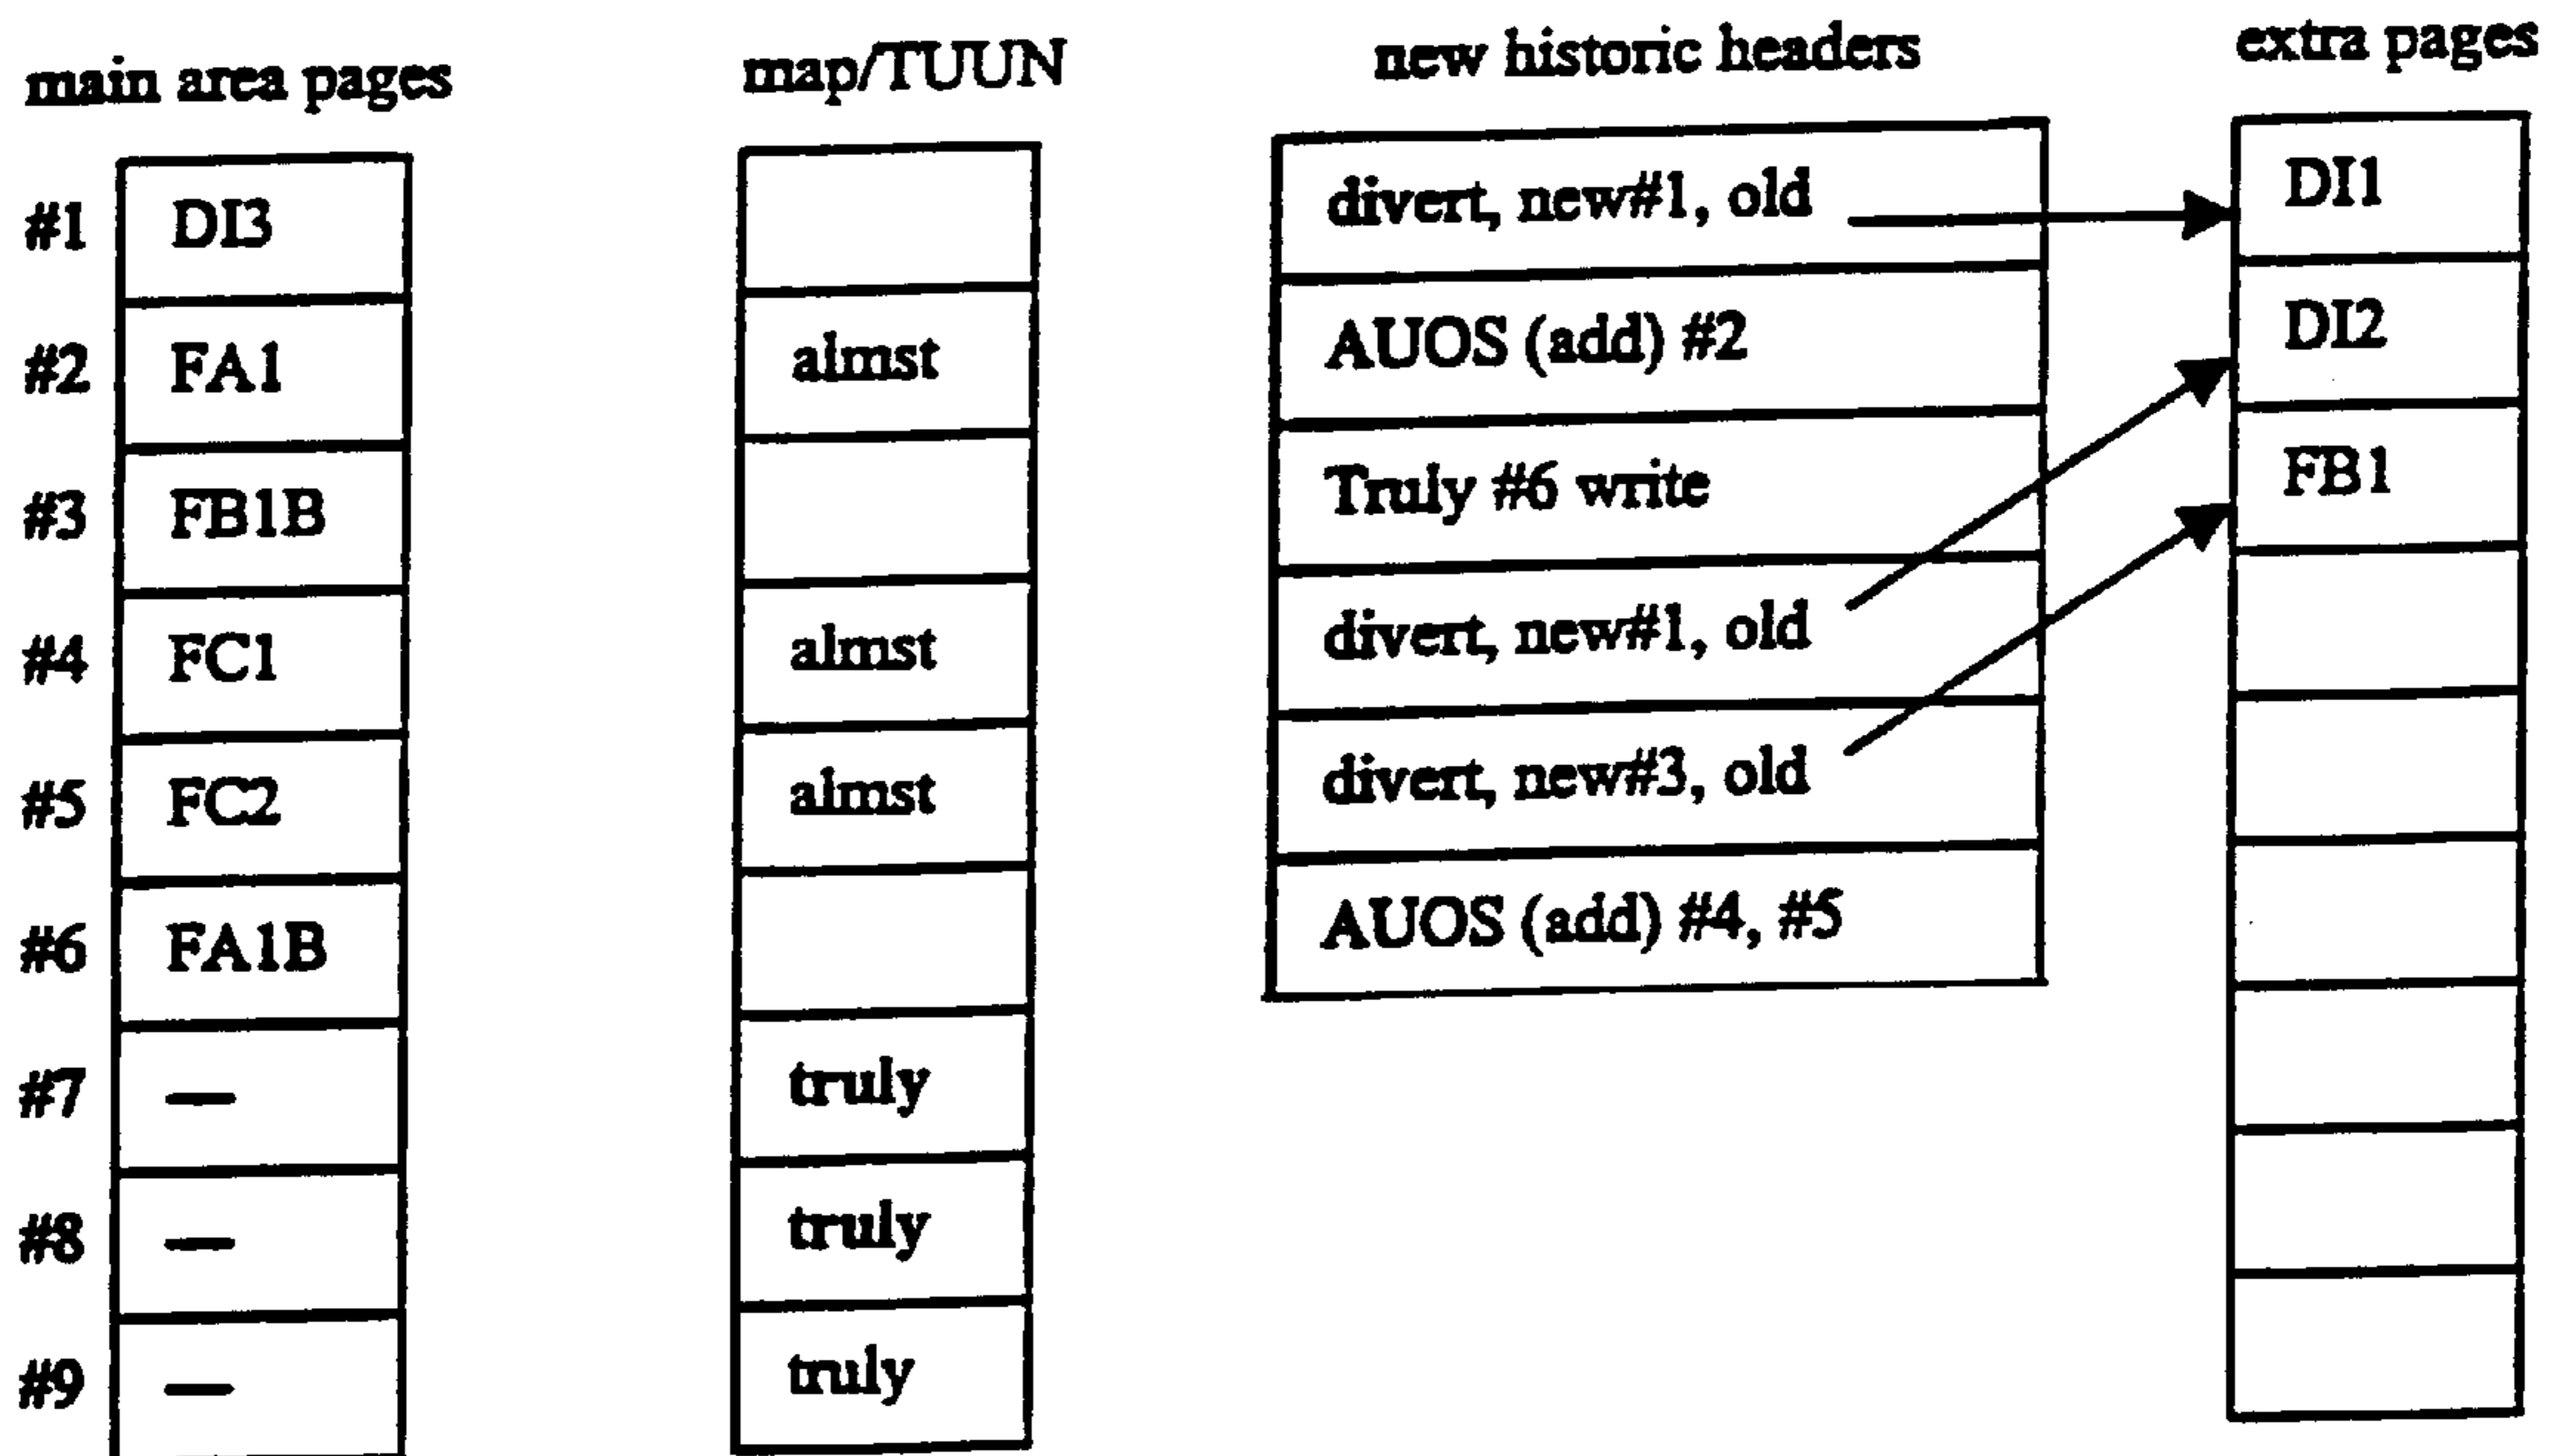 main area pages
#1 DI3
#2 FA1
#3 FB1B
#4 FC1
#5 FC2
#6 FA1B
#7 —
#8 —
#9 —
map/TUUN
almst
almst
almst
truly
truly
truly
new historic headers
divert, new#1, old
AUOS (add) #2
Truly #6 write
divert, new#1, old
divert, new#3, old
AUOS (add) #4, #5
extra pages
DI1
DI2
FB1